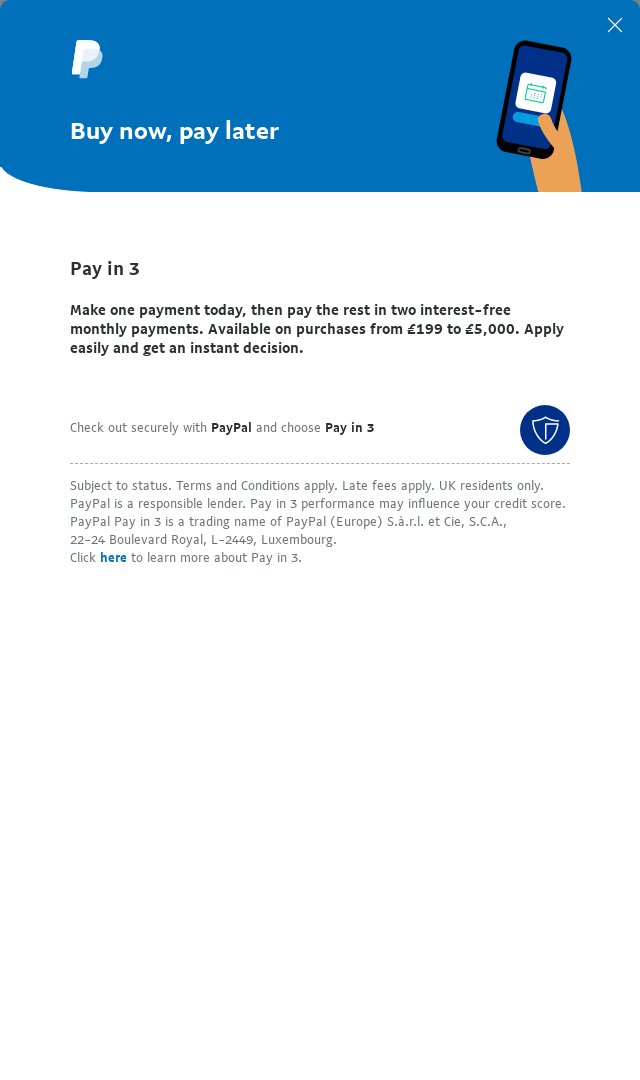 Buy now, pay later
Pay in 3
Make one payment today, then pay the rest in two interest-free
monthly payments. Available on purchases from £199 to £5,000. Apply
easily and get an instant decision.
Check out securely with PayPal and choose Pay in 3
Subject to status. Terms and Conditions apply. Late fees apply. UK residents only.
PayPal is a responsible lender. Pay in 3 performance may influence your credit score.
PayPal Pay in 3 is a trading name of PayPal (Europe) S.à.r.l. et Cie, S.C.A.,
22-24 Boulevard Royal, L-2449, Luxembourg.
Click here to learn more about Pay in 3.